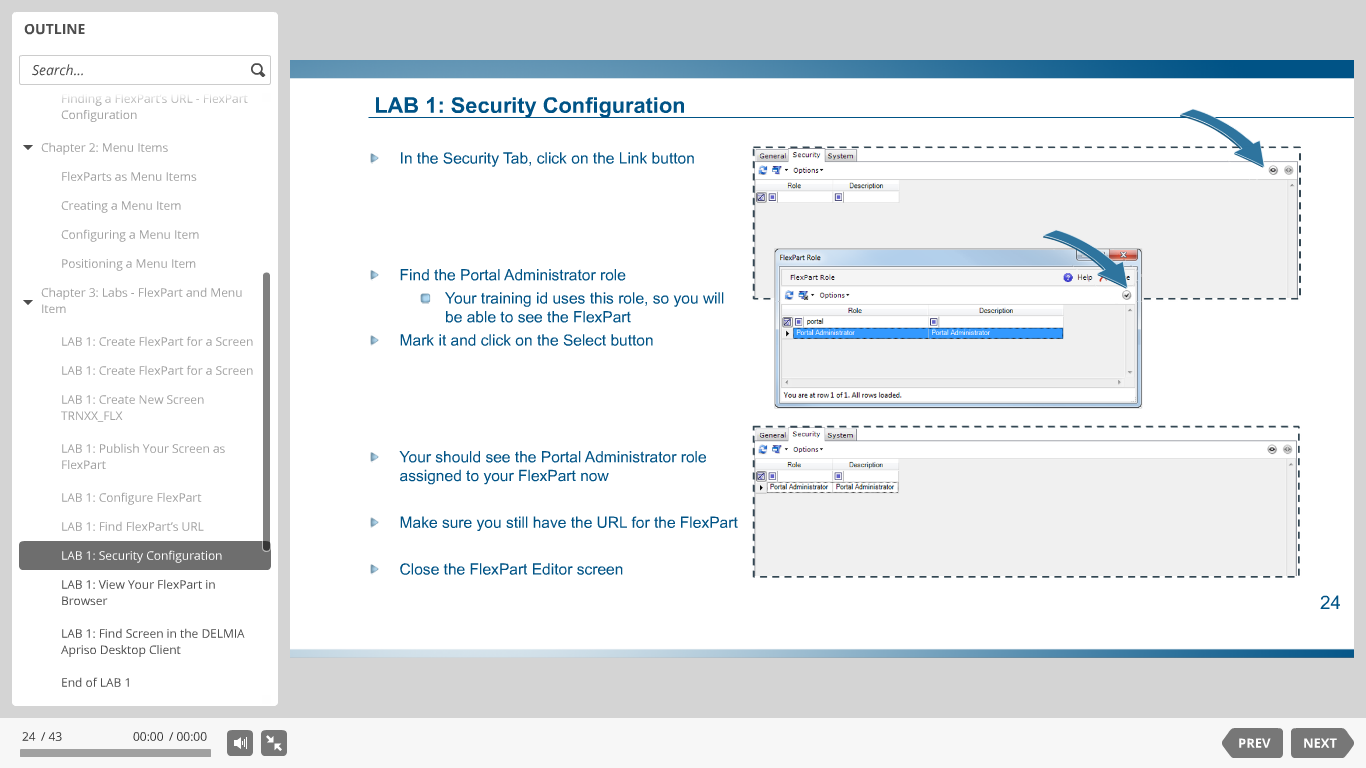 OUTLINE
Search...
Finding a FlexPart's URL - FlexPart
Configuration
Chapter 2: Menu Items
FlexParts as Menu Items
Creating a Menu Item
Configuring a Menu Item
Positioning a Menu Item
Chapter 3: Labs - FlexPart and Menu
Item
LAB 1: Create FlexPart for a Screen
LAB 1: Create FlexPart for a Screen
LAB 1: Create New Screen
TRNXX_FLX
LAB 1: Publish Your Screen as
FlexPart
LAB 1: Configure FlexPart
LAB 1: Find FlexPart's URL
LAB 1: Security Configuration
LAB 1: View Your FlexPart in
Browser
LAB 1: Find Screen in the DELMIA
Apriso Desktop Client
End of LAB 1
LAB 1: Security Configuration
In the Security Tab, click on the Link button
Find the Portal Administrator role
Your training id uses this role, so you will
be able to see the FlexPart
Mark it and click on the Select button
Your should see the Portal Administrator role
assigned to your FlexPart now
Make sure you still have the URL for the FlexPart
Close the FlexPart Editor screen
General Security System
Options
Role Description
FlexPart Role
FlexPart Role Help
Options
Role Description
portal
Portal Administrator Portal Administrator
You are at row 1 of 1. All rows loaded.
General Security System
Options
Role Description
Portal Administrator Portal Administrator
24
24 / 43 00:00 / 00:00
PREV NEXT